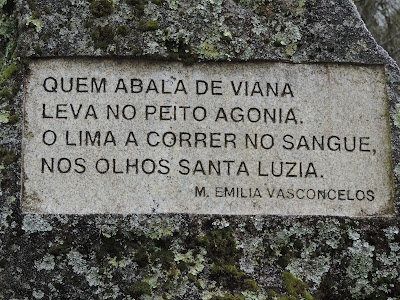 QUEM ABALA DE VIANA
LEVA NO PEITO AGONIA.
O LIMA A CORRER NO SANGUE,
NOS OLHOS SANTA LUZIA.
M. EMILIA VASCONCELOS